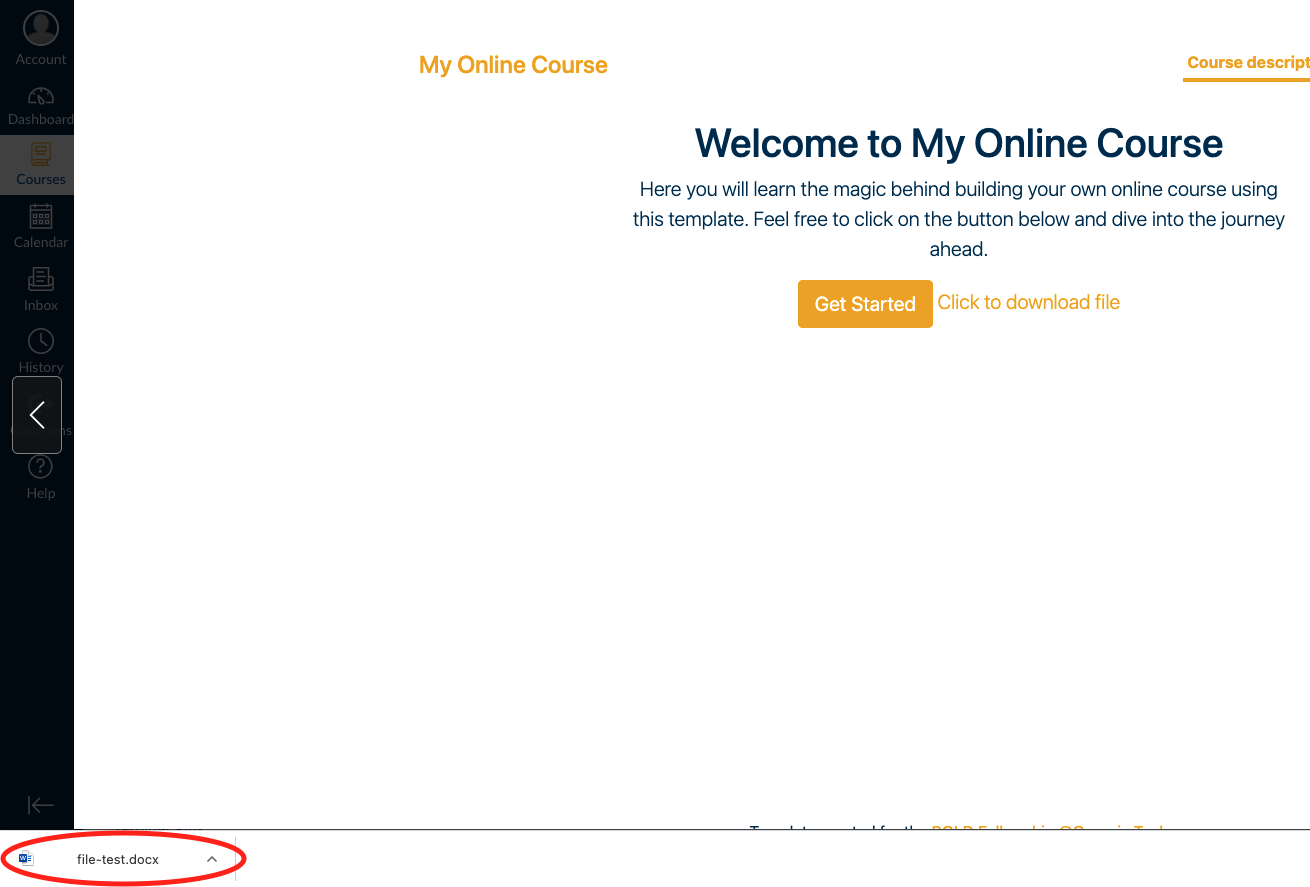 Account
Dashboard
Courses
Calendar
Inbox
History
Help
My Online Course
Course descript
Welcome to My Online Course
Here you will learn the magic behind building your own online course using
this template. Feel free to click on the button below and dive into the journey
ahead.
Get Started Click to download file
file-test.docx